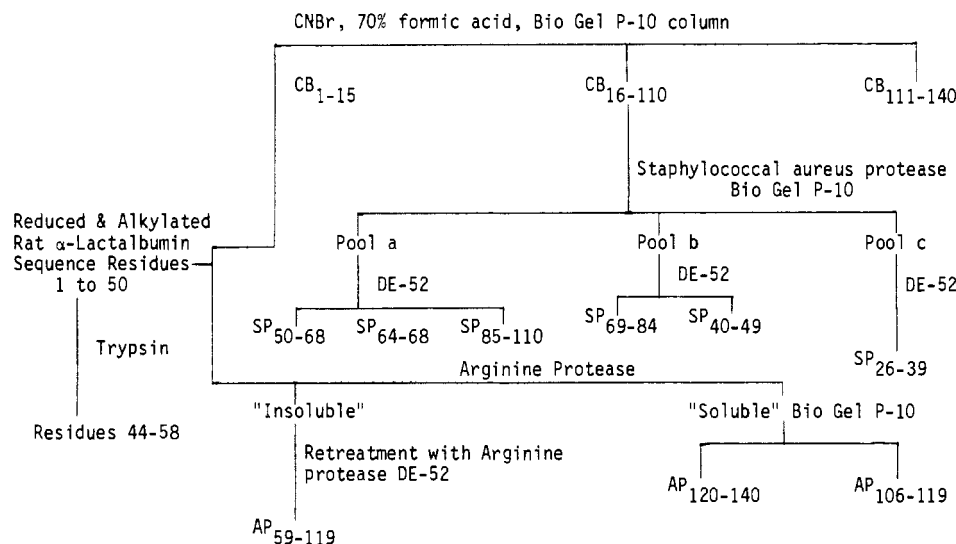 CNBr, 70% formic acid, Bio Gel P-10 column
CB1-15
CB16-110
CB111-140
Staphylococcal aureus protease
Bio Gel P-10
Reduced & Alkylated
Rat α-Lactalbumin
Sequence Residues
1 to 50
Pool a
Pool b
Pool c
DE-52
DE-52
DE-52
SP50-68
SP64-68
SP85-110
SP69-84
SP40-49
SP26-39
Trypsin
Arginine Protease
Residues 44-58
"Insoluble"
"Soluble" Bio Gel P-10
Retreatment with Arginine
protease DE-52
AP120-140
AP106-119
AP59-119